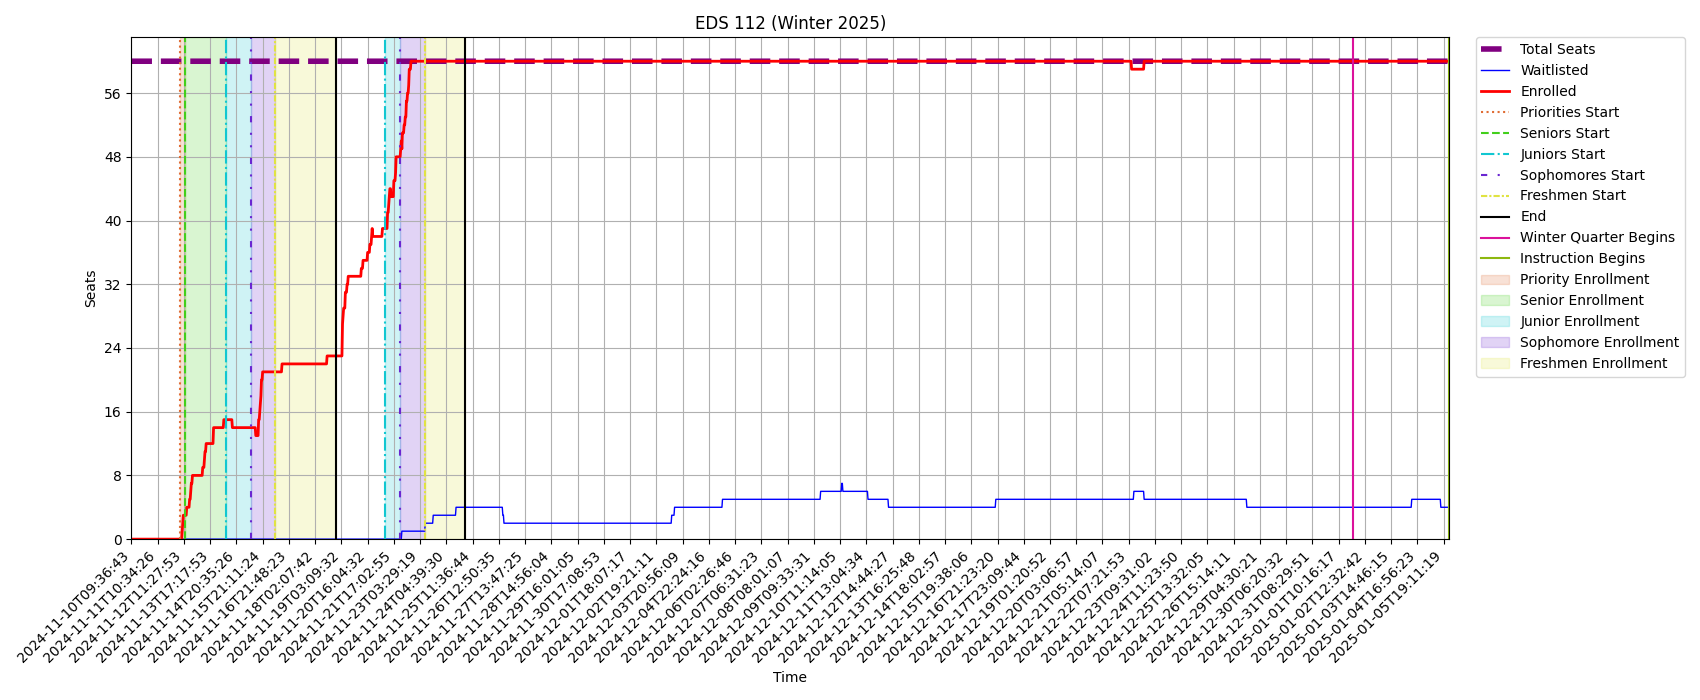 EDS 112 (Winter 2025)
Seats
56
48
40
32
24
16
8
0
2024-11-10T09:36:43
2024-11-11T10:34:26
2024-11-12T11:27:53
2024-11-13T17:17:53
2024-11-14T20:35:26
2024-11-15T21:11:24
2024-11-16T21:48:23
2024-11-18T02:07:42
2024-11-19T03:09:32
2024-11-20T16:04:32
2024-11-21T17:02:55
2024-11-23T03:29:19
2024-11-24T04:39:30
2024-11-25T11:36:44
2024-11-26T12:50:35
2024-11-27T13:47:25
2024-11-28T14:56:04
2024-11-29T16:01:05
2024-11-30T17:08:53
2024-12-01T18:07:17
2024-12-02T19:21:11
2024-12-03T20:56:09
2024-12-04T22:24:16
2024-12-06T02:26:46
2024-12-07T06:31:23
2024-12-08T08:01:07
2024-12-09T09:33:31
2024-12-10T11:14:05
2024-12-11T13:04:34
2024-12-12T14:44:27
2024-12-13T16:25:48
2024-12-14T18:02:57
2024-12-15T19:38:06
2024-12-16T21:23:20
2024-12-17T23:09:44
2024-12-19T01:20:52
2024-12-20T03:06:57
2024-12-21T05:14:07
2024-12-22T07:21:53
2024-12-23T09:31:02
2024-12-24T11:23:50
2024-12-25T13:32:05
2024-12-26T15:14:11
2024-12-29T04:30:21
2024-12-30T06:20:32
2024-12-31T08:29:51
2025-01-01T10:16:17
2025-01-02T12:32:42
2025-01-03T14:46:15
2025-01-04T16:56:23
2025-01-05T19:11:19
Time
Total Seats
Waitlisted
Enrolled
Priorities Start
Seniors Start
Juniors Start
Sophomores Start
Freshmen Start
End
Winter Quarter Begins
Instruction Begins
Priority Enrollment
Senior Enrollment
Junior Enrollment
Sophomore Enrollment
Freshmen Enrollment